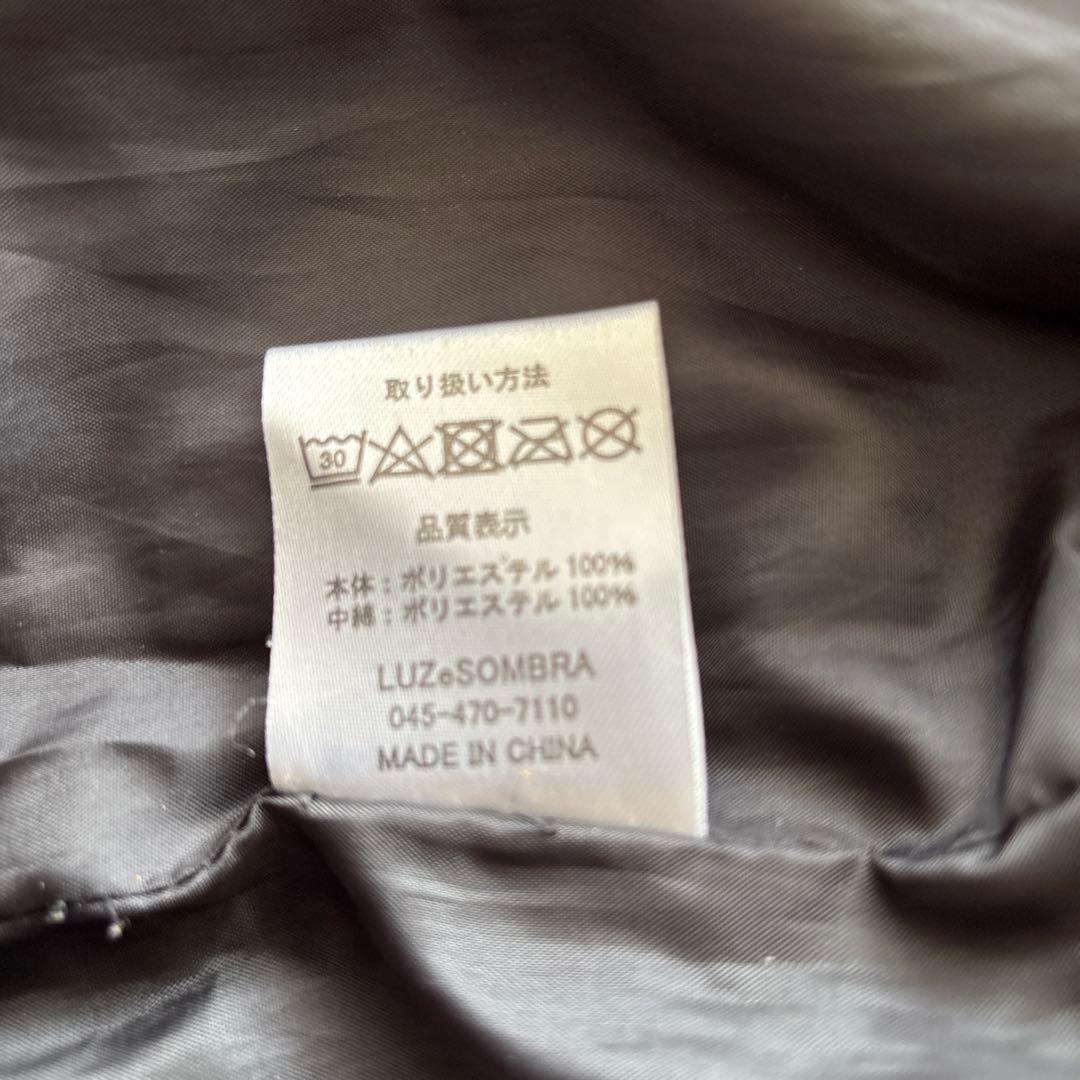 取り扱い方法
30
品質表示
本体:ポリエステル 100%
中綿:ポリエステル 100%
LUZeSOMBRA
045-470-7110
MADE IN CHINA